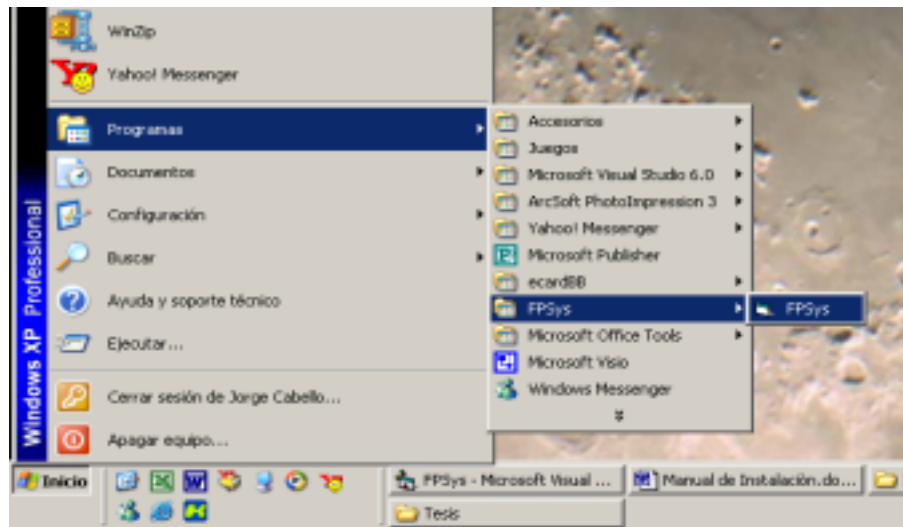 WinZip
Yahoo! Messenger
Programas
Documentos
Configuración
Buscar
Ayuda y soporte técnico
Ejecutar...
Cerrar sesión de Jorge Cabello...
Apagar equipo...
Windows XP Professional
Accesorios
Juegos
Microsoft Visual Studio 6.0
ArcSoft PhotoImpression 3
Yahoo! Messenger
Microsoft Publisher
ecardBB
FPSys
Microsoft Office Tools
Microsoft Visio
Windows Messenger
FPSys
Inicio
FPSys - Microsoft Visual ...
Manual de Instalación.do...
Tesis